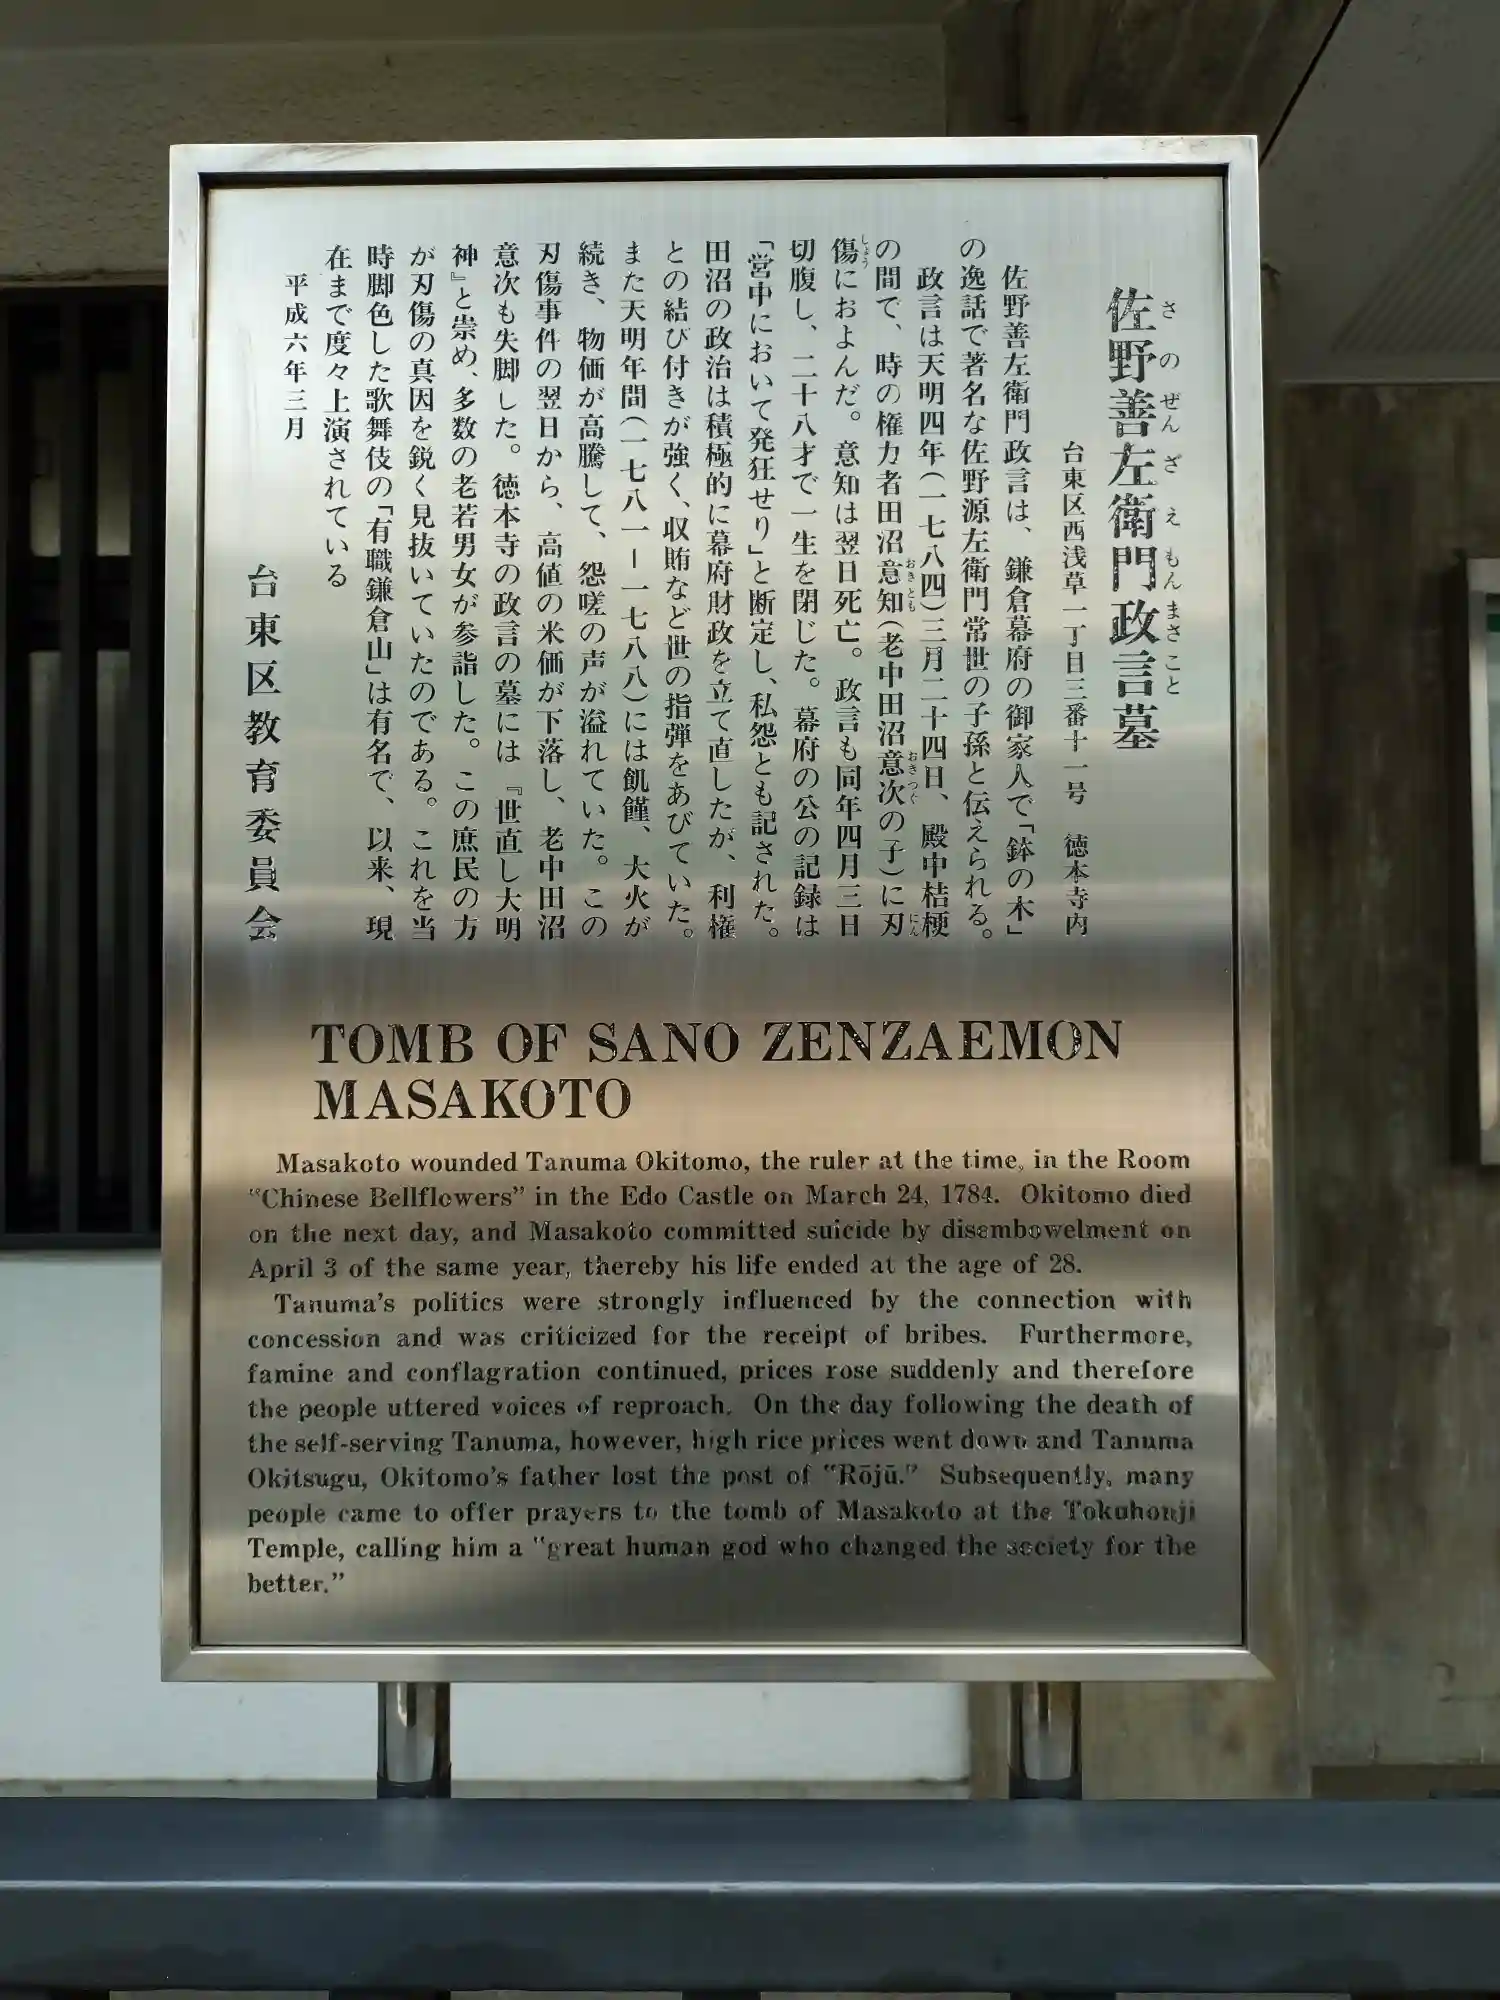 佐野善左衛門政言墓
さのぜんざえもんまさこと
台東区西浅草一丁目三番十一号 徳本寺内
佐野善左衛門政言は、鎌倉幕府の御家人で「鉢の木」
の逸話で著名な佐野源左衛門常世の子孫と伝えられる。
政言は天明四年(一七八四)三月二十四日、殿中桔梗
の間で、時の権力者田沼意知(老中田沼意次の子)に刃
おきとも おきつぐ にん
傷におよんだ。意知は翌日死亡。政言も同年四月三日
しょう
切腹し、二十八才で一生を閉じた。幕府の公の記録は
「営中において発狂せり」と断定し、私怨とも記された。
田沼の政治は積極的に幕府財政を立て直したが、利権
との結び付きが強く、収賄など世の指弾をあびていた。
また天明年間(一七八一ー一七八八)には飢饉、大火が
続き、物価が高騰して、怨嗟の声が溢れていた。この
刃傷事件の翌日から、高値の米価が下落し、老中田沼
意次も失脚した。徳本寺の政言の墓には『世直し大明
神』と崇め、多数の老若男女が参詣した。この庶民の方
が刃傷の真因を鋭く見抜いていたのである。これを当
時脚色した歌舞伎の「有職鎌倉山」は有名で、以来、現
在まで度々上演されている
平成六年三月
台東区教育委員会
TOMB OF SANO ZENZAEMON
MASAKOTO
Masakoto wounded Tanuma Okitomo, the ruler at the time, in the Room
"Chinese Bellflowers" in the Edo Castle on March 24, 1784. Okitomo died
on the next day, and Masakoto committed suicide by disembowelment on
April 3 of the same year, thereby his life ended at the age of 28.
Tanuma's politics were strongly influenced by the connection with
concession and was criticized for the receipt of bribes. Furthermore,
famine and conflagration continued, prices rose suddenly and therefore
the people uttered voices of reproach. On the day following the death of
the self-serving Tanuma, however, high rice prices went down and Tanuma
Okitsugu, Okitomo's father lost the post of "Rōjū." Subsequently, many
people came to offer prayers to the tomb of Masakoto at the Tokuhonji
Temple, calling him a "great human god who changed the society for the
better."